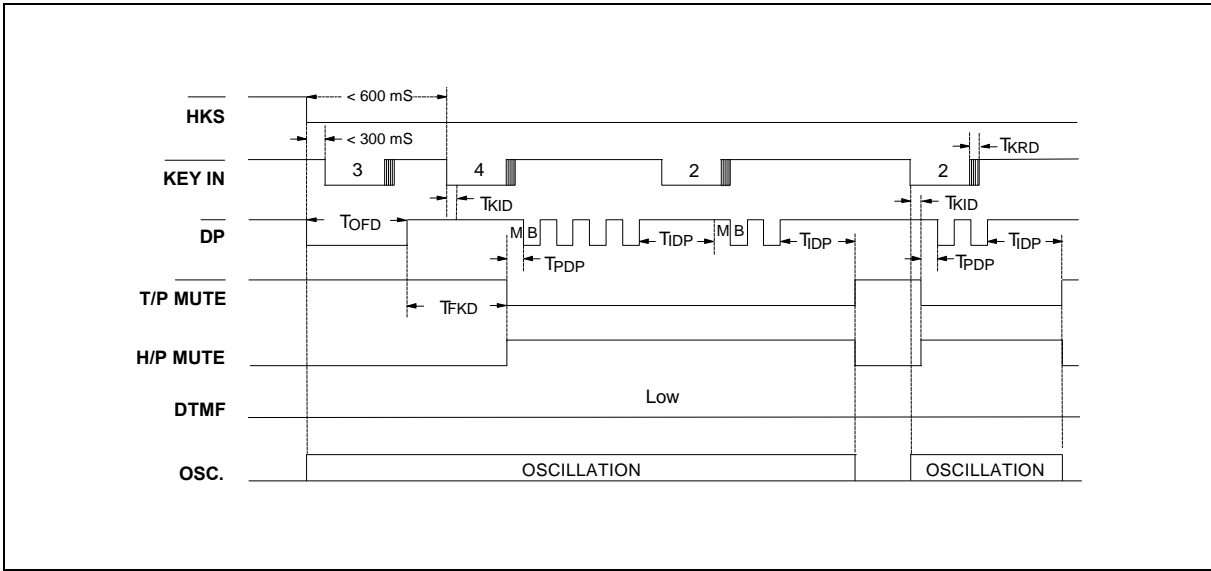 HKS
< 600 mS
< 300 mS
KEY IN
3
4
2
2
TKRD
TKID
TKID
DP
TOFD
M B
TIDP
M B
TIDP
TIDP
TPDP
TPDP
T/P MUTE
TFKD
H/P MUTE
DTMF
Low
OSC.
OSCILLATION
OSCILLATION